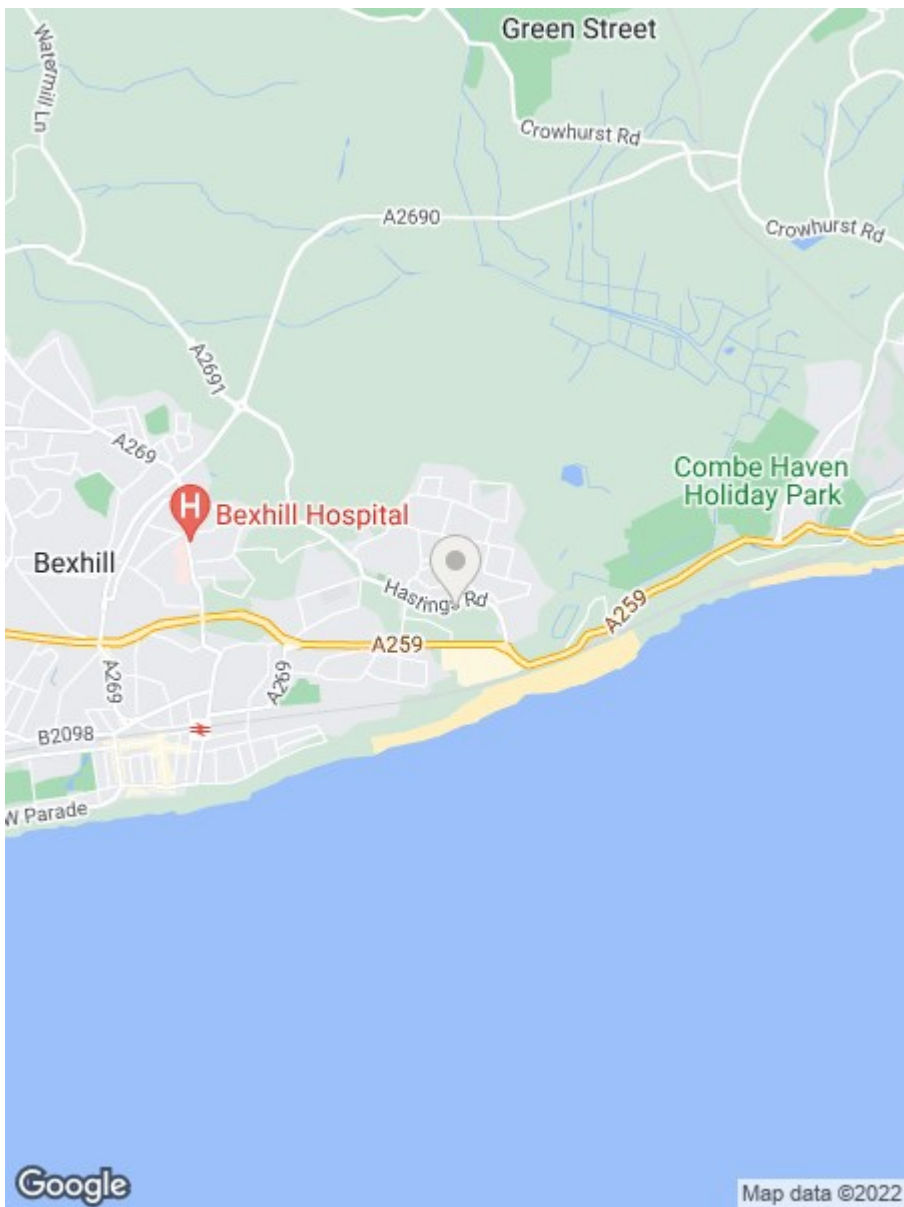 Green Street
Watermill Ln
Crowhurst Rd
A2690
Crowhurst Rd
A2691
A269
Combe Haven
Holiday Park
H
Bexhill Hospital
Bexhill
Hastings Rd
A259
A259
A269
A269
B2098
W Parade
Google
Map data ©2022